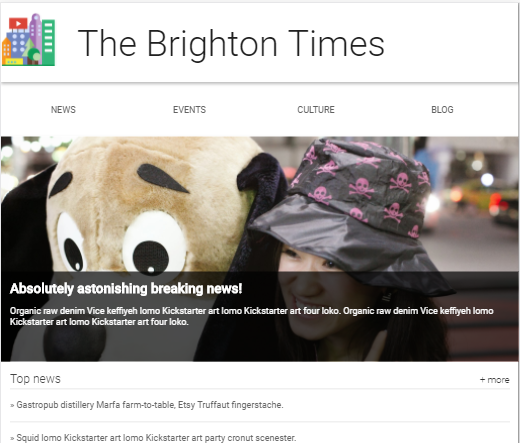 The Brighton Times
NEWS EVENTS CULTURE BLOG
Absolutely astonishing breaking news!
Organic raw denim Vice keffiyeh lomo Kickstarter art lomo Kickstarter art four loko. Organic raw denim Vice keffiyeh lomo
Kickstarter art lomo Kickstarter art four loko.
Top news + more
» Gastropub distillery Marfa farm-to-table, Etsy Truffaut fingerstache.
» Squid lomo Kickstarter art lomo Kickstarter art party cronut scenester.